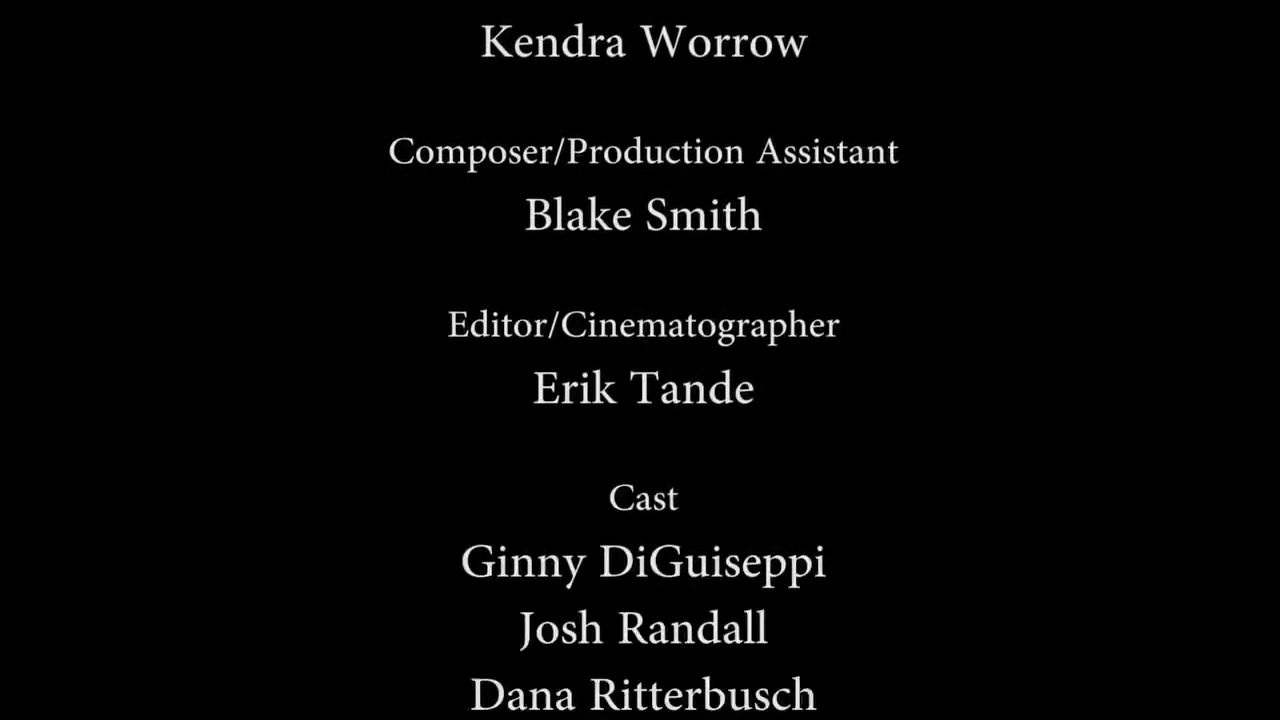 Kendra Worrow
Composer/Production Assistant
Blake Smith
Editor/Cinematographer
Erik Tande
Cast
Ginny DiGuiseppi
Josh Randall
Dana Ritterbusch